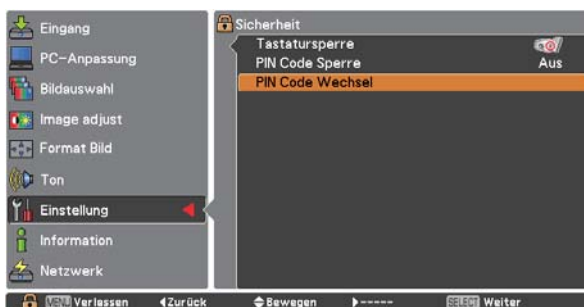 Eingang
PC-Anpassung
Bildauswahl
Image adjust
Format Bild
Ton
Einstellung
Information
Netzwerk
Sicherheit
Tastatursperre
PIN Code Sperre Aus
PIN Code Wechsel
MENU Verlassen Zurück Bewegen ----- SELECT Weiter